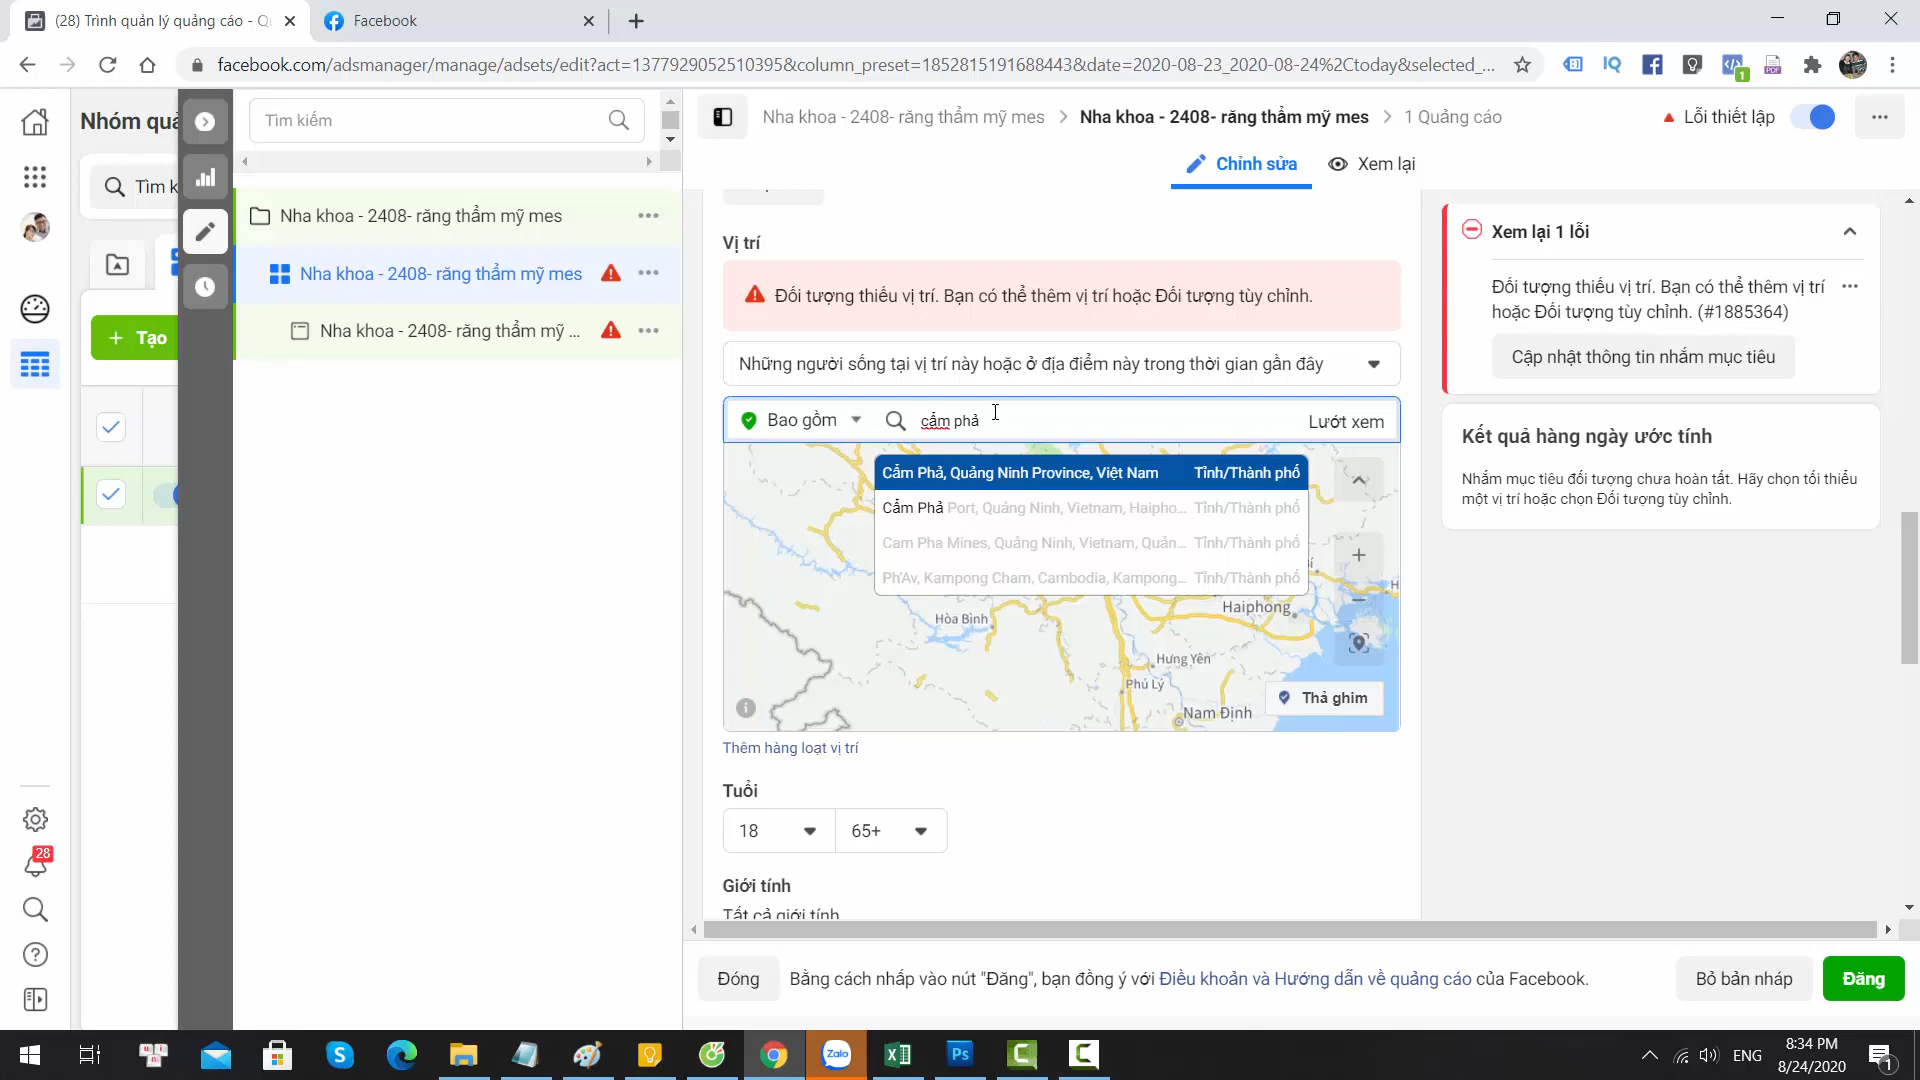 (28) Trình quản lý quảng cáo - Q
Facebook
facebook.com/adsmanager/manage/adsets/edit?act=1377929052510395&column_preset=1852815191688443&date=2020-08-23_2020-08-24%2Ctoday&selected_...
1
Nhóm quả
Tìm k
Tạo
Tìm kiếm
Nha khoa - 2408- răng thẩm mỹ mes
Nha khoa - 2408- răng thẩm mỹ mes
Nha khoa - 2408- răng thẩm mỹ ...
Nha khoa - 2408- răng thẩm mỹ mes > Nha khoa - 2408- răng thẩm mỹ mes > 1 Quảng cáo
Lỗi thiết lập
Chỉnh sửa
Xem lại
Vị trí
Đối tượng thiếu vị trí. Bạn có thể thêm vị trí hoặc Đối tượng tùy chỉnh.
Những người sống tại vị trí này hoặc ở địa điểm này trong thời gian gần đây
Bao gồm
cẩm phả
Lướt xem
Cẩm Phả, Quảng Ninh Province, Việt Nam Tỉnh/Thành phố
Cẩm Phả Port, Quảng Ninh, Vietnam, Haipho... Tỉnh/Thành phố
Cam Pha Mines, Quảng Ninh, Vietnam, Quản... Tỉnh/Thành phố
Ph'Av, Kampong Cham, Cambodia, Kampong... Tỉnh/Thành phố
Haiphong
Hòa Bình
Hưng Yên
Phủ Lý
Nam Định
Thả ghim
Thêm hàng loạt vị trí
Tuổi
18
65+
Giới tính
Tất cả giới tính
Xem lại 1 lỗi
Đối tượng thiếu vị trí. Bạn có thể thêm vị trí
hoặc Đối tượng tùy chỉnh. (#1885364)
Cập nhật thông tin nhắm mục tiêu
Kết quả hàng ngày ước tính
Nhắm mục tiêu đối tượng chưa hoàn tất. Hãy chọn tối thiểu
một vị trí hoặc chọn Đối tượng tùy chỉnh.
28
Đóng
Bằng cách nhấp vào nút "Đăng", bạn đồng ý với Điều khoản và Hướng dẫn về quảng cáo của Facebook.
Bỏ bản nháp
Đăng
Zalo
Ps
ENG
8:34 PM
8/24/2020
1